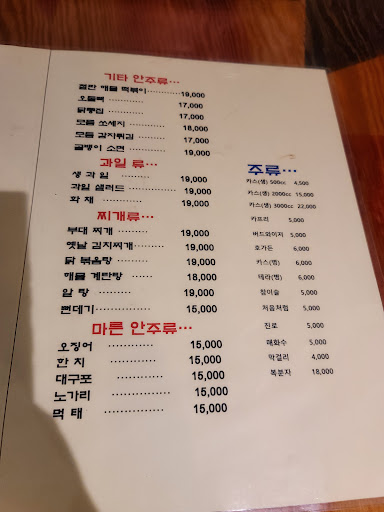 기타 안주류...
철판 해물 떡볶이............19,000
오돌뼈 ............ 17,000
닭똥집............ 17,000
모듬 쏘세지 ............ 18,000
모듬 감자튀김 ............ 17,000
골뱅이 소면 ............ 19,000
과일 류...
생 과 일 ............ 19,000
과일 샐러드............ 19,000
화 채 ............ 19,000
찌개류...
부대 찌개 ............ 19,000
옛날 김치찌개............ 19,000
닭 볶음탕 ............ 19,000
해물 계란탕 ...... 18,000
알 탕 ............ 19,000
뻔데기............... 15,000
마른 안주류...
오징어 ............ 15,000
한 치 ............ 15,000
대구포 ............ 15,000
노가리 ............... 15,000
먹 태 ............... 15,000
주류...
카스(생) 500cc 4,500
카스(생) 2000cc 15,000
카스(생) 3000cc 22,000
카프리 5,000
버드와이저 5,000
호가든 6,000
카스(병) 6,000
테라(병) 6,000
참이슬 5,000
처음처럼 5,000
진로 5,000
매화수 5,000
막걸리 4,000
복분자 18,000